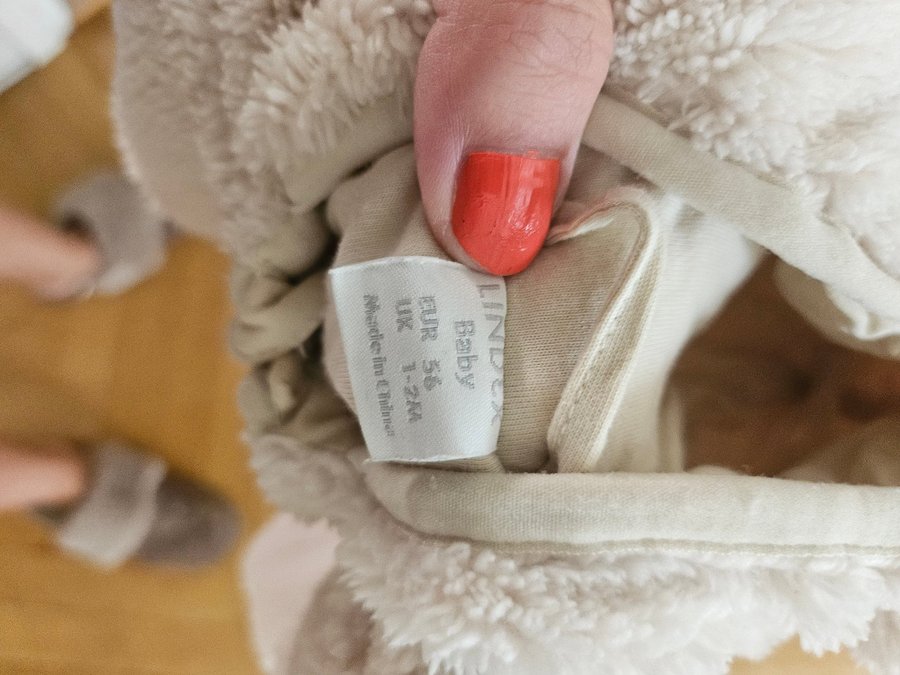 LINDEX
Baby
EUR 56
UK 1-2M
Made in China